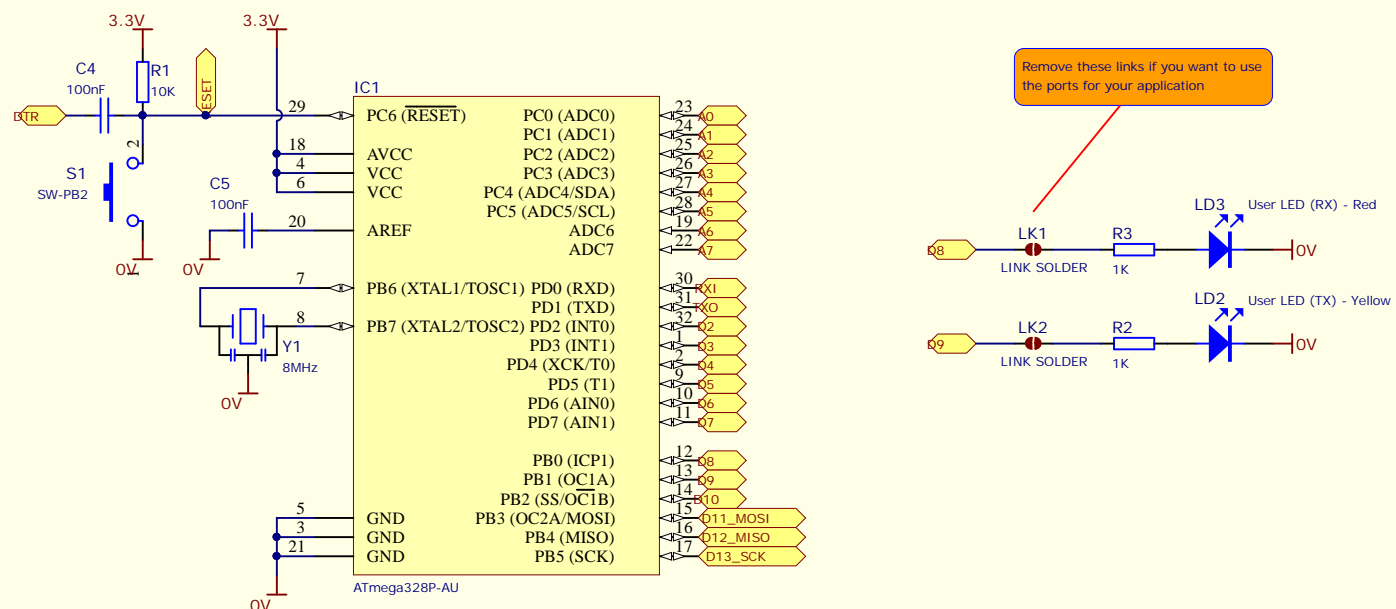 3.3V
3.3V
C4
100nF
R1
10K
DTR
S1
SW-PB2
2
1
0V
C5
100nF
0V
Y1
8MHz
0V
0V
IC1
29 PC6 (RESET)
18 AVCC
4 VCC
6 VCC
20 AREF
7 PB6 (XTAL1/TOSC1)
8 PB7 (XTAL2/TOSC2)
5 GND
3 GND
21 GND
PC0 (ADC0) 23 A0
PC1 (ADC1) 24 A1
PC2 (ADC2) 25 A2
PC3 (ADC3) 26 A3
PC4 (ADC4/SDA) 27 A4
PC5 (ADC5/SCL) 28 A5
ADC6 19 A6
ADC7 22 A7
PD0 (RXD) 30 RXI
PD1 (TXD) 31 TXO
PD2 (INT0) 32 D2
PD3 (INT1) 1 D3
PD4 (XCK/T0) 2 D4
PD5 (T1) 9 D5
PD6 (AIN0) 10 D6
PD7 (AIN1) 11 D7
PB0 (ICP1) 12 D8
PB1 (OC1A) 13 D9
PB2 (SS/OC1B) 14 D10
PB3 (OC2A/MOSI) 15 D11_MOSI
PB4 (MISO) 16 D12_MISO
PB5 (SCK) 17 D13_SCK
ATmega328P-AU
Remove these links if you want to use
the ports for your application
D8
LK1
LINK SOLDER
R3
1K
LD3
User LED (RX) - Red
0V
D9
LK2
LINK SOLDER
R2
1K
LD2
User LED (TX) - Yellow
0V